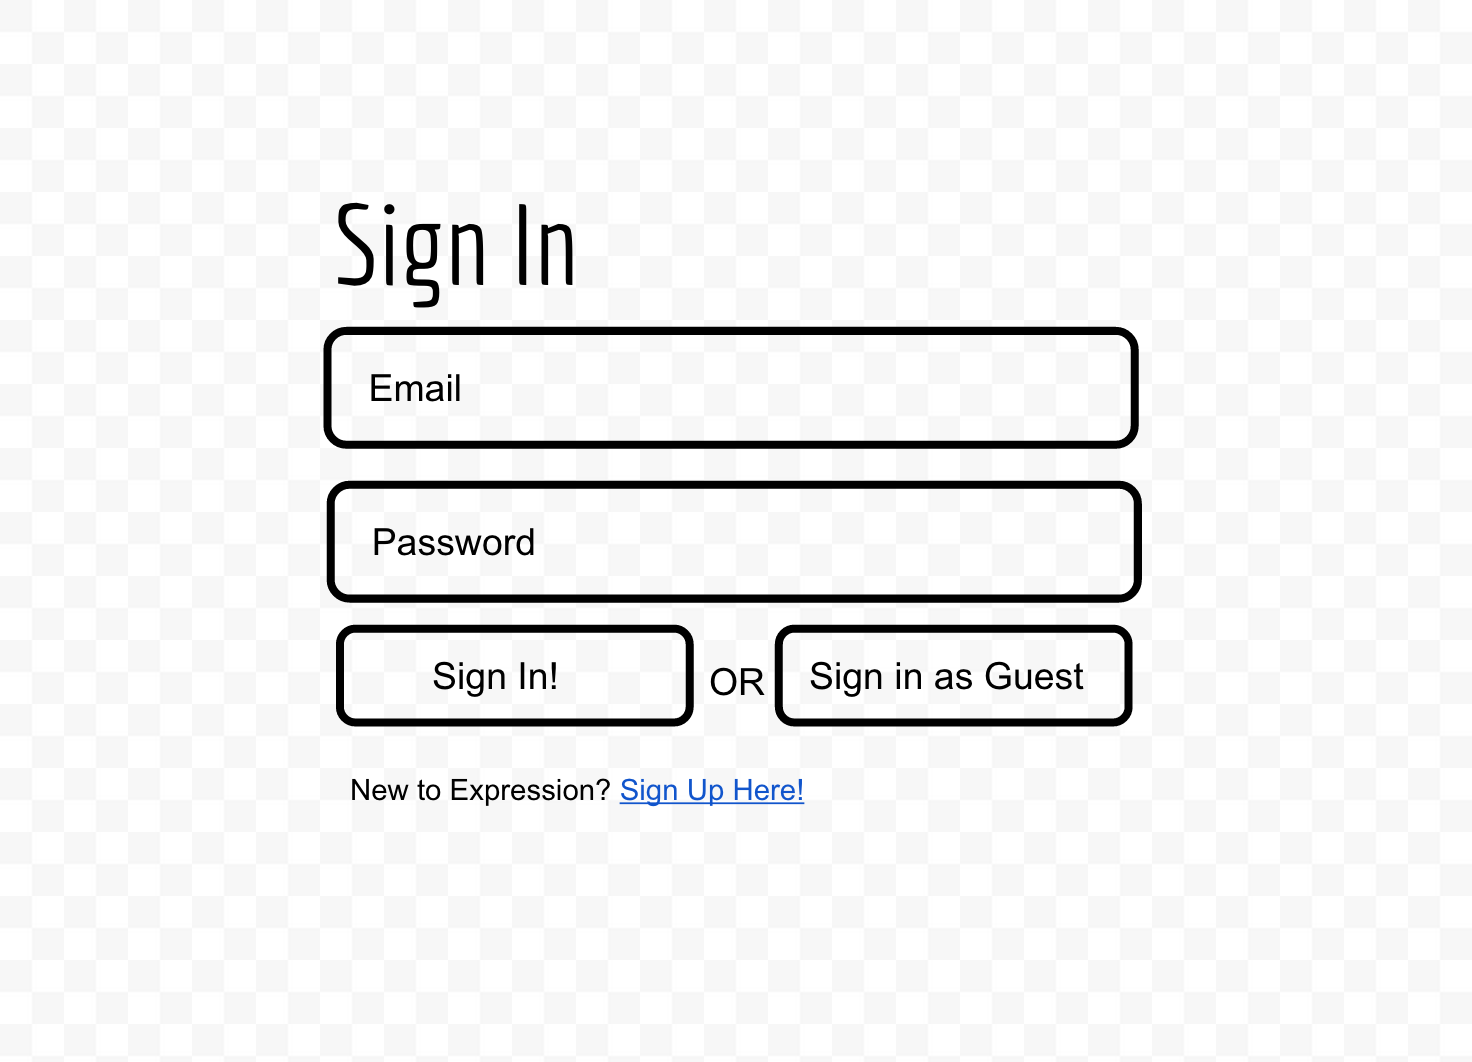 Sign In
Email
Password
Sign In! OR Sign in as Guest
New to Expression? Sign Up Here!